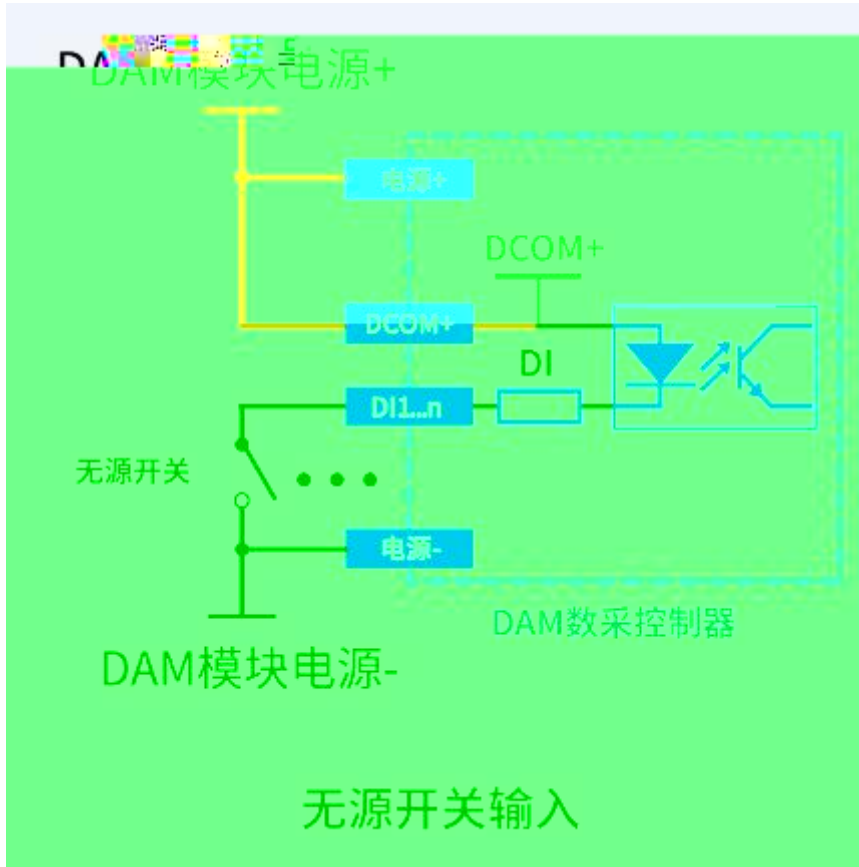 DAM模块电源+
电源+
DCOM+
DCOM+
DI
DI1...n
无源开关
电源-
DAM数采控制器
DAM模块电源-
无源开关输入